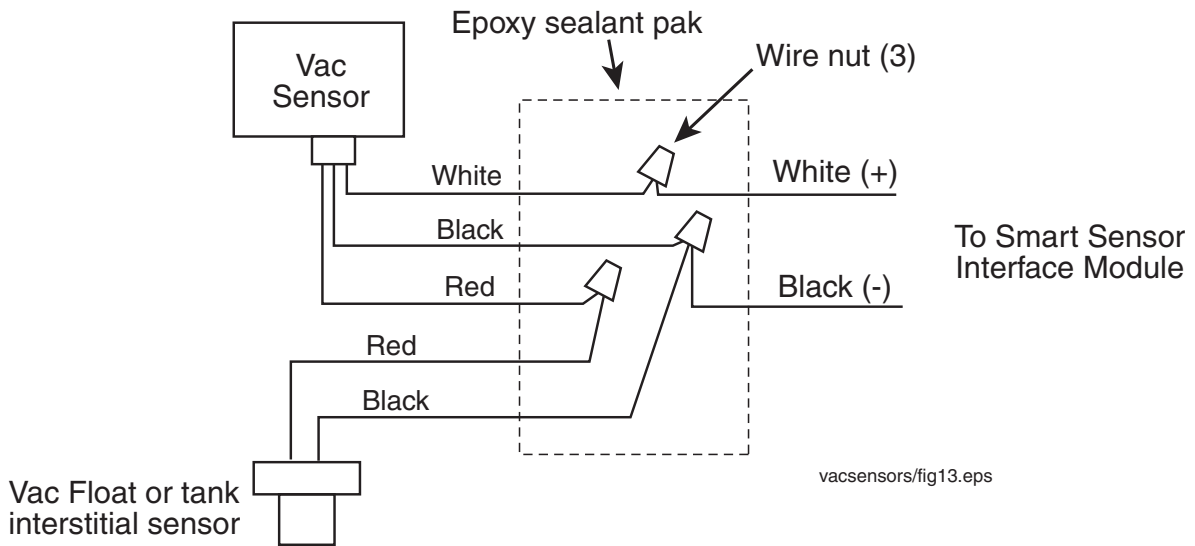 Epoxy sealant pak
Wire nut (3)
Vac
Sensor
White
White (+)
Black
To Smart Sensor
Interface Module
Red
Black (-)
Red
Black
vacsensors/fig13.eps
Vac Float or tank
interstitial sensor